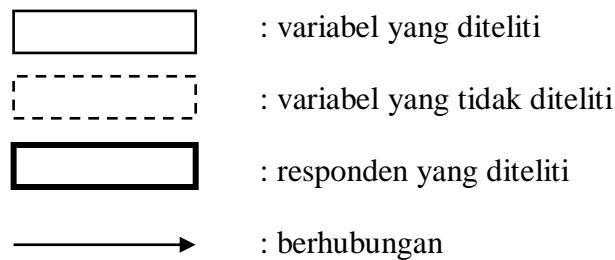 : variabel yang diteliti
: variabel yang tidak diteliti
: responden yang diteliti
: berhubungan